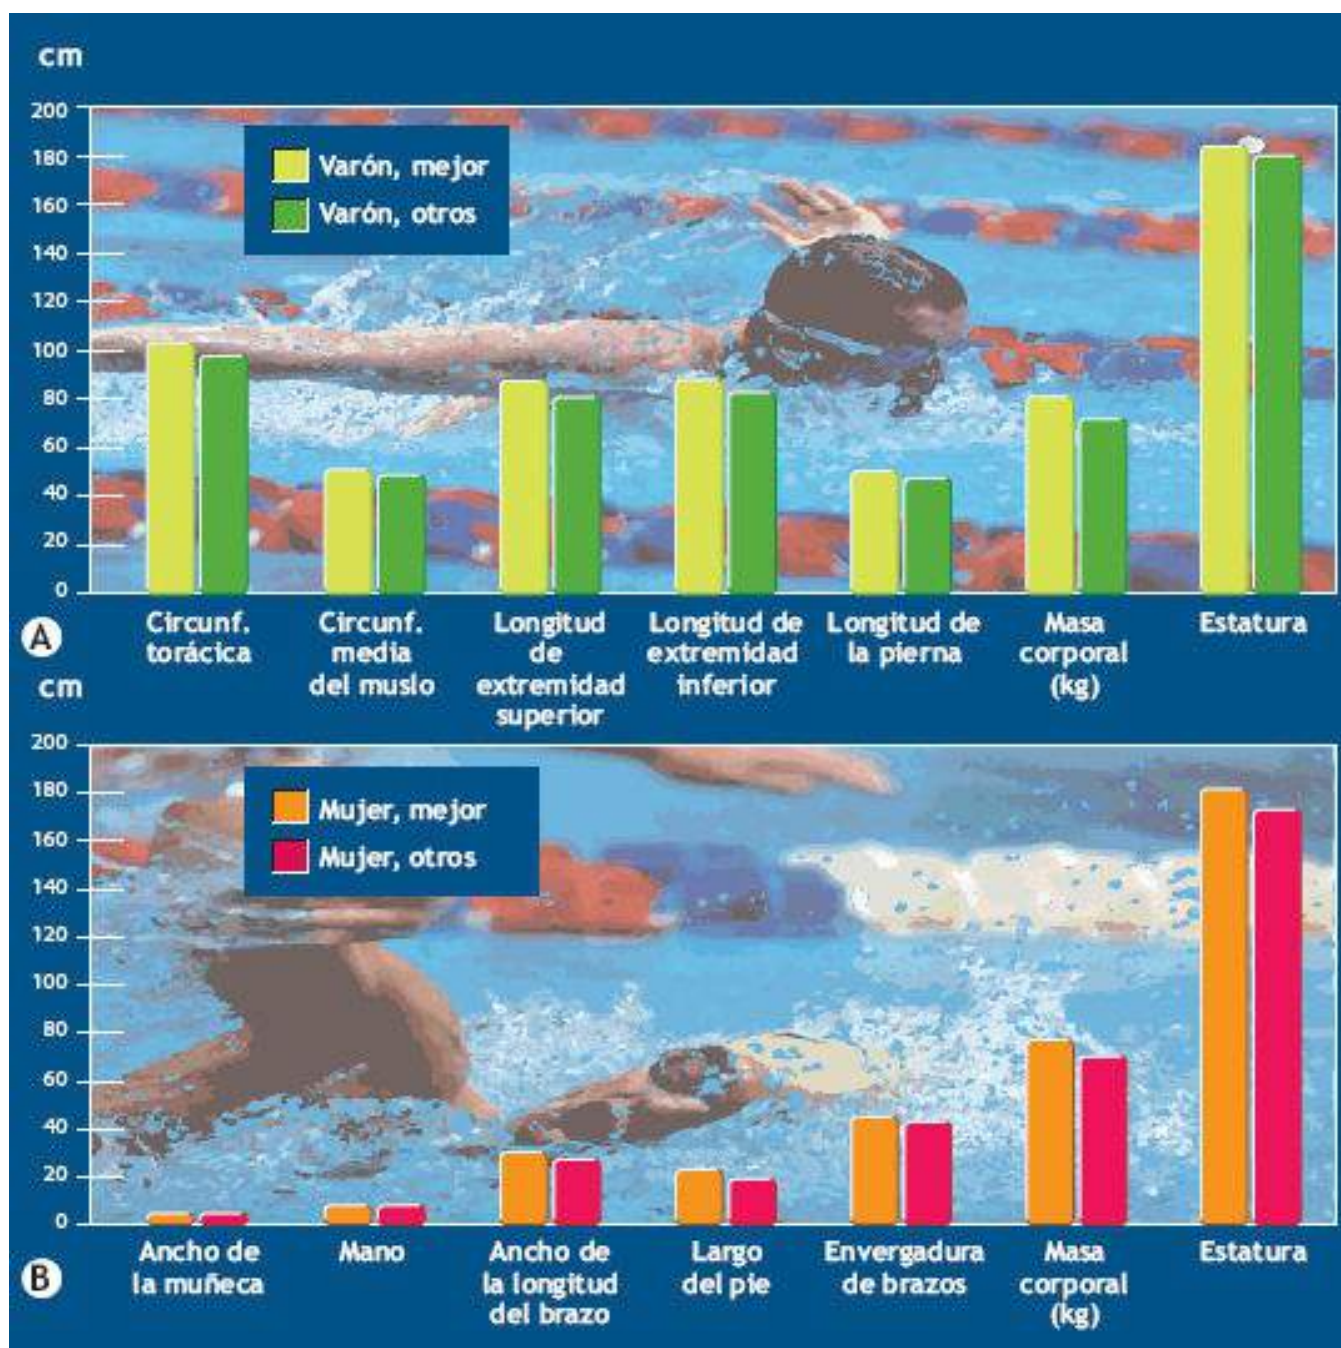 cm
200
180
160
140
120
100
80
60
40
20
0
Varón, mejor
Varón, otros
A
Circunf.
torácica
Circunf.
media
del muslo
Longitud
de
extremidad
superior
Longitud de
extremidad
inferior
Longitud de
la pierna
Masa
corporal
(kg)
Estatura
cm
200
180
160
140
120
100
80
60
40
20
0
Mujer, mejor
Mujer, otros
B
Ancho de
la muñeca
Mano
Ancho de
la longitud
del brazo
Largo
del pie
Envergadura
de brazos
Masa
corporal
(kg)
Estatura